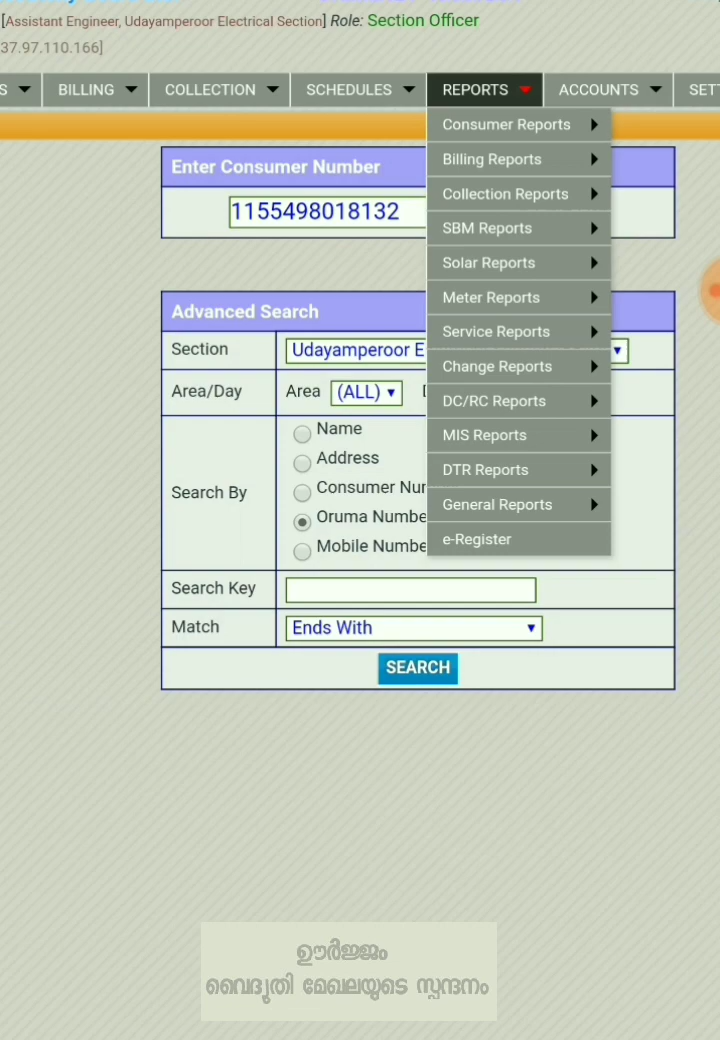 [Assistant Engineer, Udayamperoor Electrical Section] Role: Section Officer
37.97.110.166]
S BILLING COLLECTION SCHEDULES REPORTS ACCOUNTS SET
Consumer Reports
Billing Reports
Collection Reports
SBM Reports
Solar Reports
Meter Reports
Service Reports
Change Reports
DC/RC Reports
MIS Reports
DTR Reports
General Reports
e-Register
Enter Consumer Number
1155498018132
Advanced Search
Section Udayamperoor E
Area/Day Area (ALL)
Search By
Name
Address
Consumer Nu
Oruma Numbe
Mobile Numbe
Search Key
Match Ends With
SEARCH
ഊർജ്ജം
വൈദ്യുതി മേഖലയുടെ സ്പന്ദനം